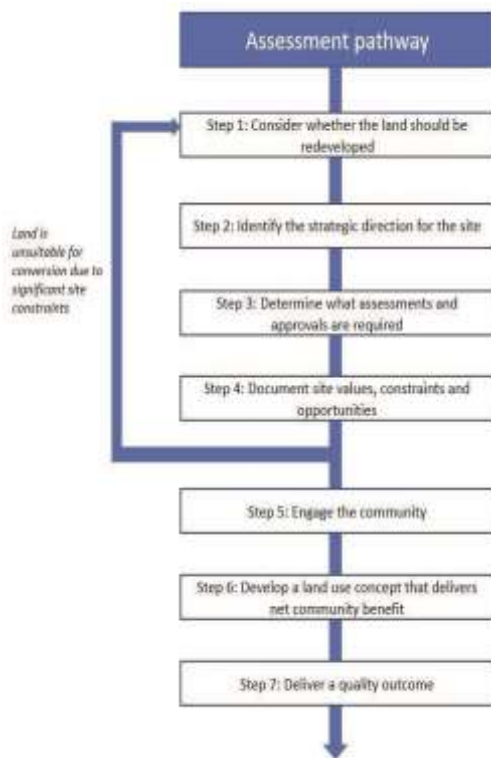 Assessment pathway
Step 1: Consider whether the land should be
redeveloped
Land is
unsuitable for
conversion due to
significant site
constraints
Step 2: Identify the strategic direction for the site
Step 3: Determine what assessments and
approvals are required
Step 4: Document site values, constraints and
opportunities
Step 5: Engage the community
Step 6: Develop a land use concept that delivers
net community benefit
Step 7: Deliver a quality outcome